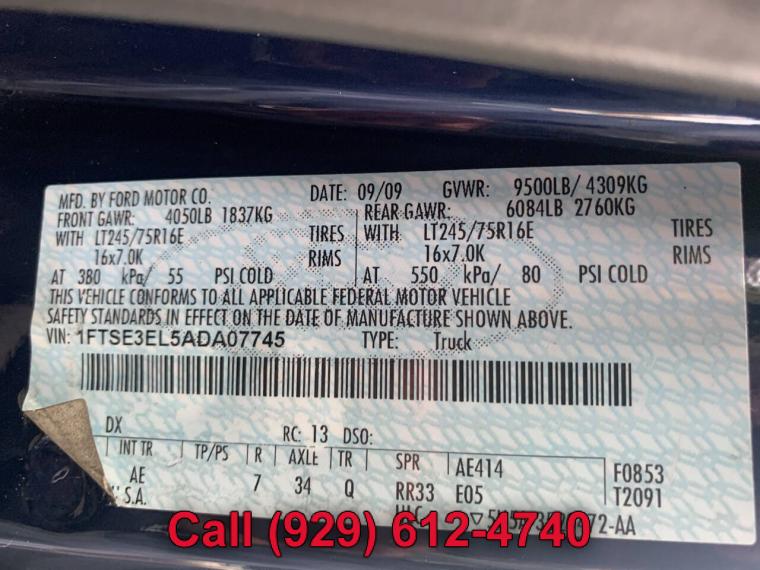 MFD. BY FORD MOTOR CO. DATE: 09/09 GVWR: 9500LB/ 4309KG
FRONT GAWR: 4050LB 1837KG REAR GAWR: 6084LB 2760KG
WITH LT245/75R16E TIRES WITH LT245/75R16E TIRES
16x7.0K RIMS 16x7.0K RIMS
AT 380 kPa/ 55 PSI COLD AT 550 kPa/ 80 PSI COLD
THIS VEHICLE CONFORMS TO ALL APPLICABLE FEDERAL MOTOR VEHICLE
SAFETY STANDARDS IN EFFECT ON THE DATE OF MANUFACTURE SHOWN ABOVE.
VIN: 1FTSE3EL5ADA07745 TYPE: Truck
DX RC: 13 DSO:
INT TR TP/PS R AXLE TR SPR AE414 F0853
AE 7 34 Q RR33 E05 T2091
S.A. 72-AA
Call (929) 612-4740